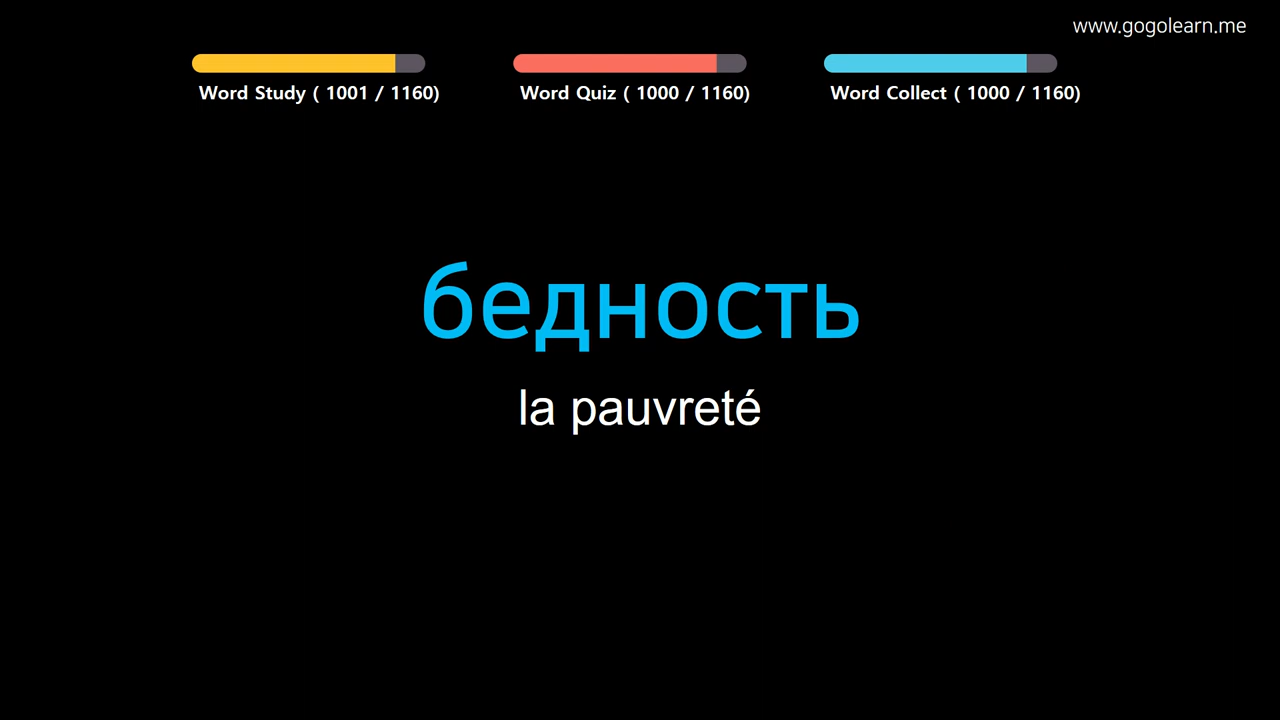 www.gogolearn.me
Word Study ( 1001 / 1160)
Word Quiz ( 1000 / 1160)
Word Collect ( 1000 / 1160)
бедность
la pauvreté